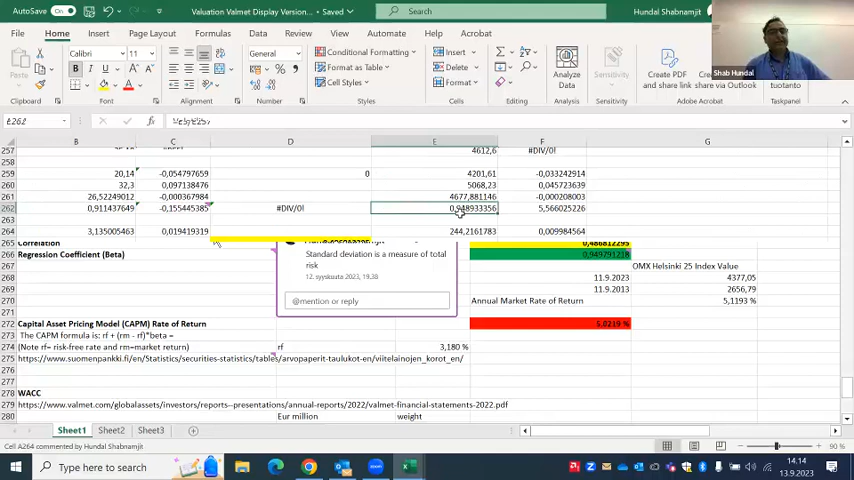 AutoSave On Valuation Valmet Display Version... • Saved Search Hundal Shabnamjit
File Home Insert Page Layout Formulas Data Review View Automate Help Acrobat
Shab Hundal
Calibri 11 General Conditional Formatting Insert
Paste Format as Table Delete Analyze Data Sensitivity Create PDF and Share link Create PDF and Share via Outlook tuotanto
B I U Cell Styles Format
Clipboard Font Alignment Number Styles Cells Editing Analysis Sensitivity Adobe Acrobat Taskpanel
E262 fx
B C D E F G
257 4612,6 #DIV/0!
258
259 20,14 -0,054797659 0 4201,61 -0,033242914
260 32,3 0,097138476 5068,23 0,045723639
261 26,52249012 -0,000367984 4677,881146 -0,000208003
262 0,911437649 -0,155445385 #DIV/0! 0,948933356 5,566025226
263
264 3,135005463 0,019419319 244,2161783 0,009984564
265 Correlation 0,486812295
266 Regression Coefficient (Beta) 0,949791218
Standard deviation is a measure of total
risk
12. syyskuuta 2023, 19.38
@mention or reply
267 OMX Helsinki 25 Index Value
268 11.9.2023 4377,05
269 11.9.2013 2656,79
270 Annual Market Rate of Return 5,1193 %
271
272 Capital Asset Pricing Model (CAPM) Rate of Return 5,0219 %
273 The CAPM formula is: rf + (rm - rf)*beta =
274 (Note rf= risk-free rate and rm=market return) rf 3,180 %
275 https://www.suomenpankki.fi/en/Statistics/securities-statistics/tables/arvopaperit-taulukot-en/viitelainojen_korot_en/
276
278 WACC
279 https://www.valmet.com/globalassets/investors/reports--presentations/annual-reports/2022/valmet-financial-statements-2022.pdf
280 Eur million weight
Sheet1 Sheet2 Sheet3
Cell A264 commented by Hundal Shabnamjit 90 %
Type here to search 14.14
13.9.2023